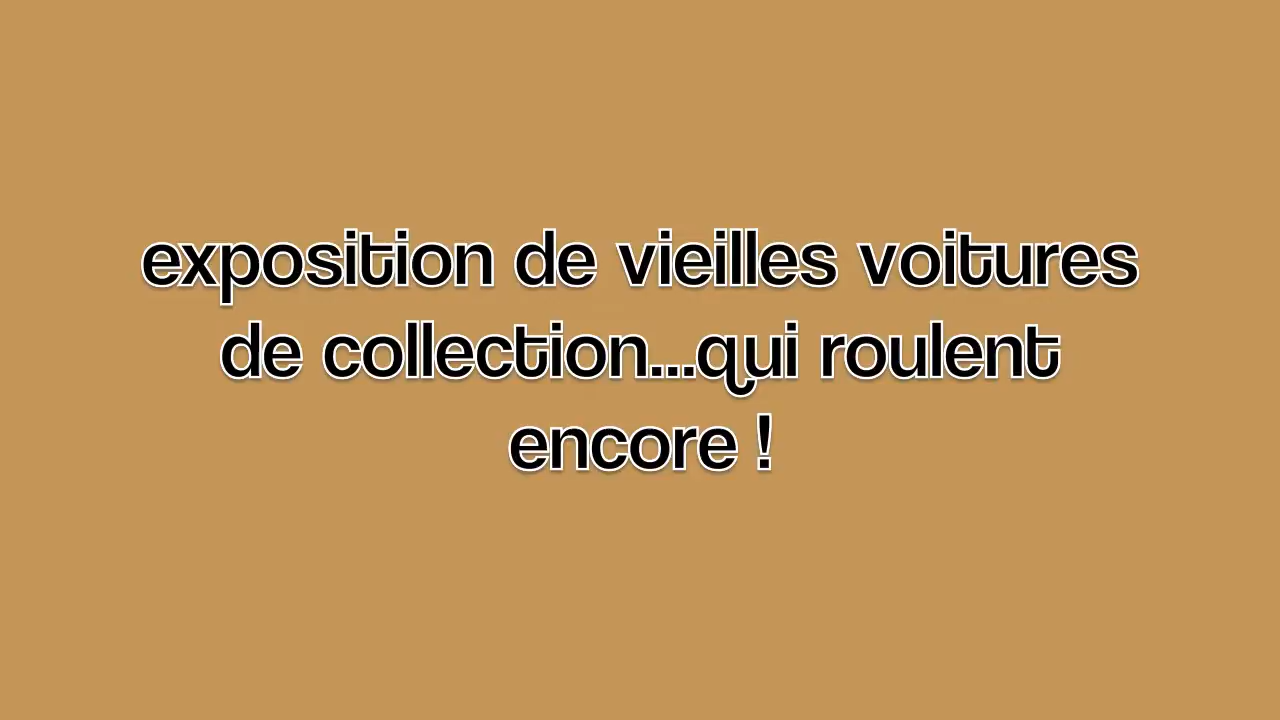 exposition de vieilles voitures
de collection...qui roulent
encore !